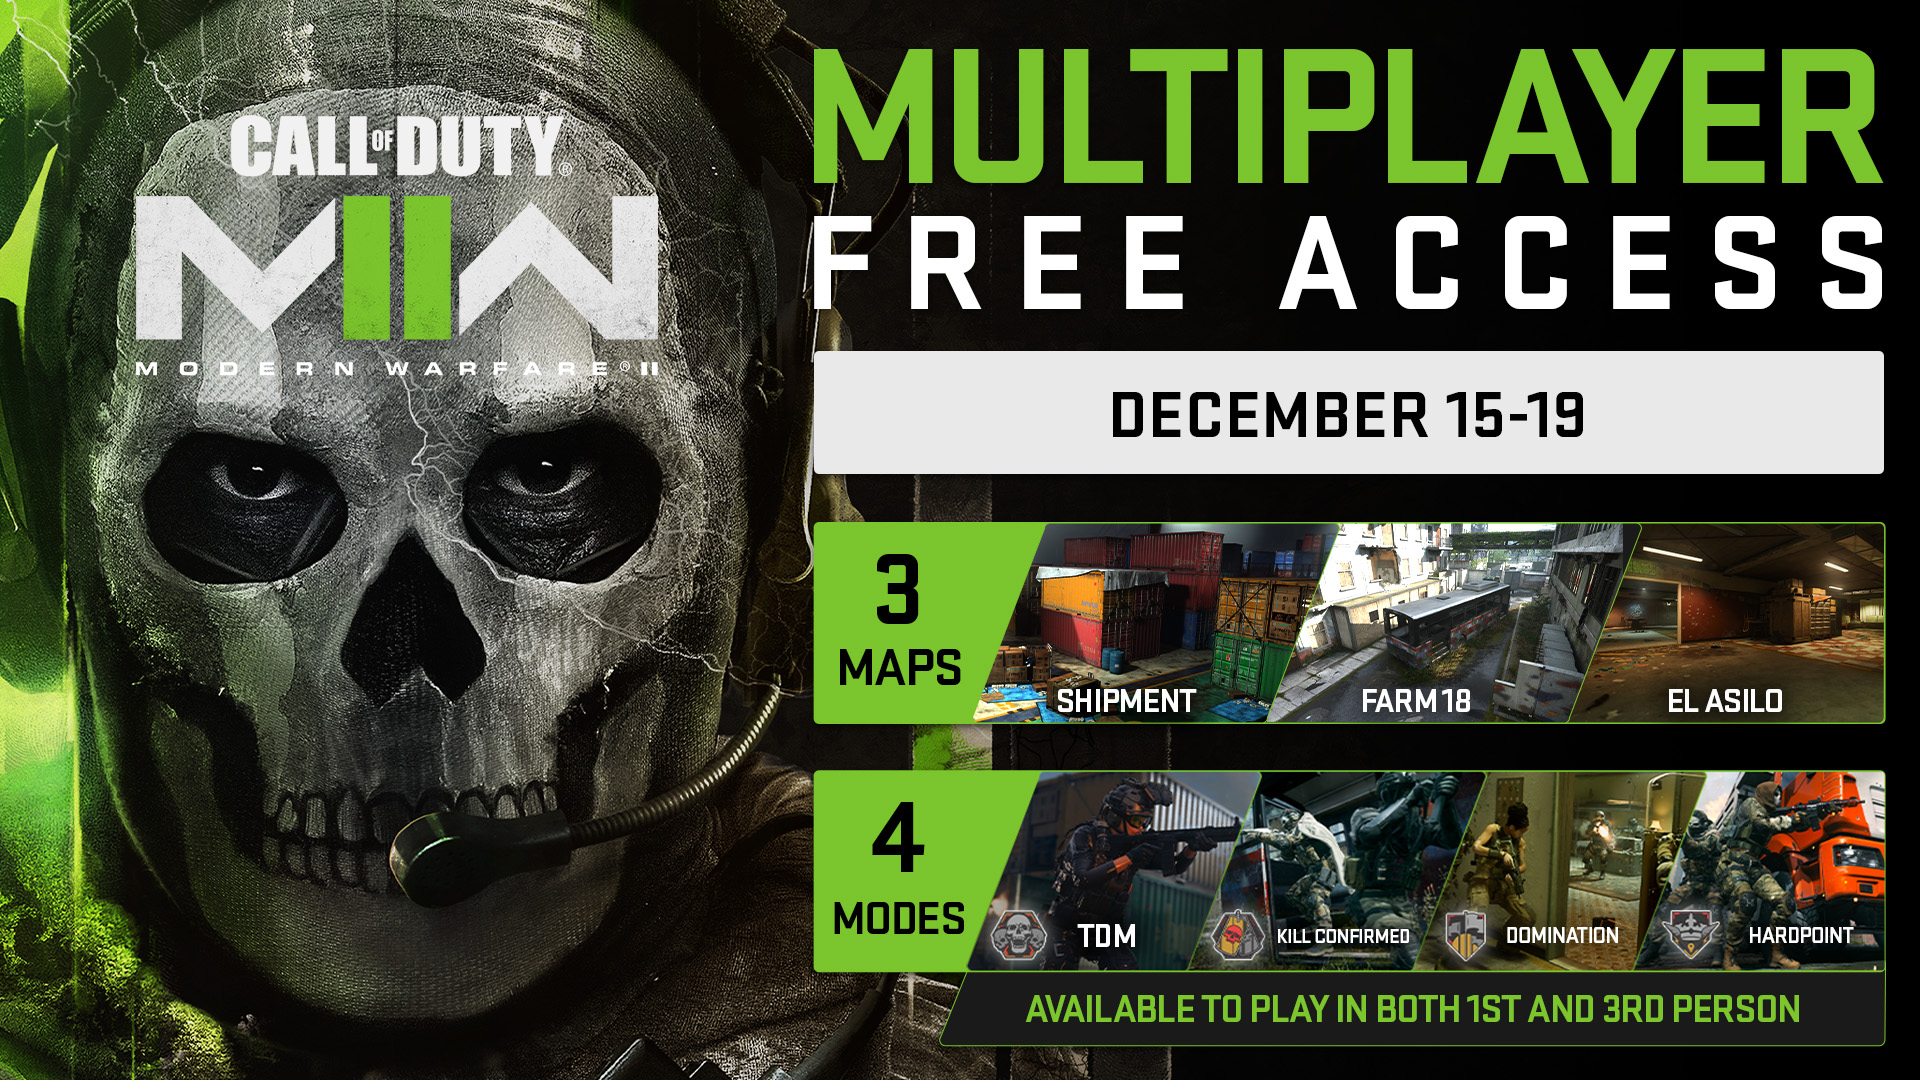 CALL OF DUTY®
MW
MODERN WARFARE® II
MULTIPLAYER
FREE ACCESS
DECEMBER 15-19
3
MAPS
SHIPMENT
FARM 18
EL ASILO
4
MODES
TDM
KILL CONFIRMED
DOMINATION
HARDPOINT
AVAILABLE TO PLAY IN BOTH 1ST AND 3RD PERSON